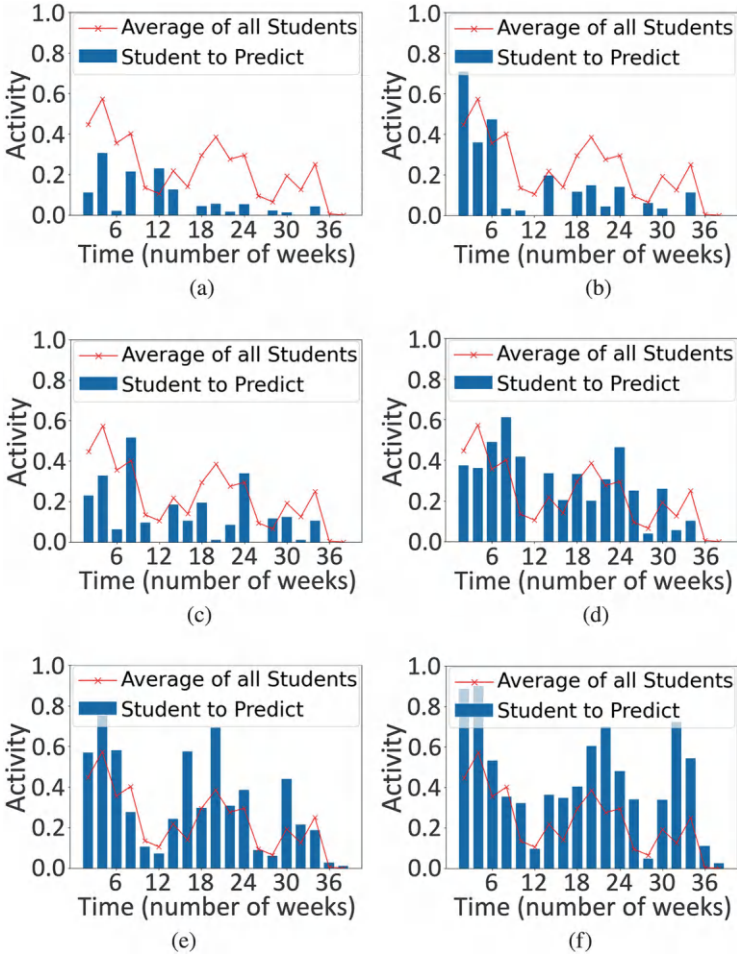 1.0
Average of all Students
0.8
Student to Predict
0.6
0.4
0.2
0.0
Activity
6 12 18 24 30 36
Time (number of weeks)
(a)
1.0
Average of all Students
0.8
Student to Predict
0.6
0.4
0.2
0.0
Activity
6 12 18 24 30 36
Time (number of weeks)
(b)
1.0
Average of all Students
0.8
Student to Predict
0.6
0.4
0.2
0.0
Activity
6 12 18 24 30 36
Time (number of weeks)
(c)
1.0
Average of all Students
0.8
Student to Predict
0.6
0.4
0.2
0.0
Activity
6 12 18 24 30 36
Time (number of weeks)
(d)
1.0
Average of all Students
0.8
Student to Predict
0.6
0.4
0.2
0.0
Activity
6 12 18 24 30 36
Time (number of weeks)
(e)
1.0
Average of all Students
0.8
Student to Predict
0.6
0.4
0.2
0.0
Activity
6 12 18 24 30 36
Time (number of weeks)
(f)